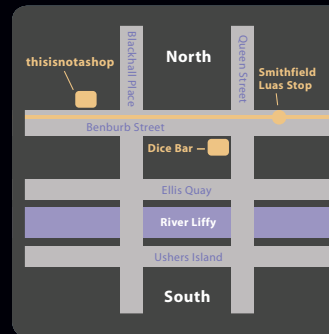 North
Blackhall Place
Queen Street
thisisnotashop
Smithfield
Luas Stop
Benburb Street
Dice Bar
Ellis Quay
River Liffy
Ushers Island
South